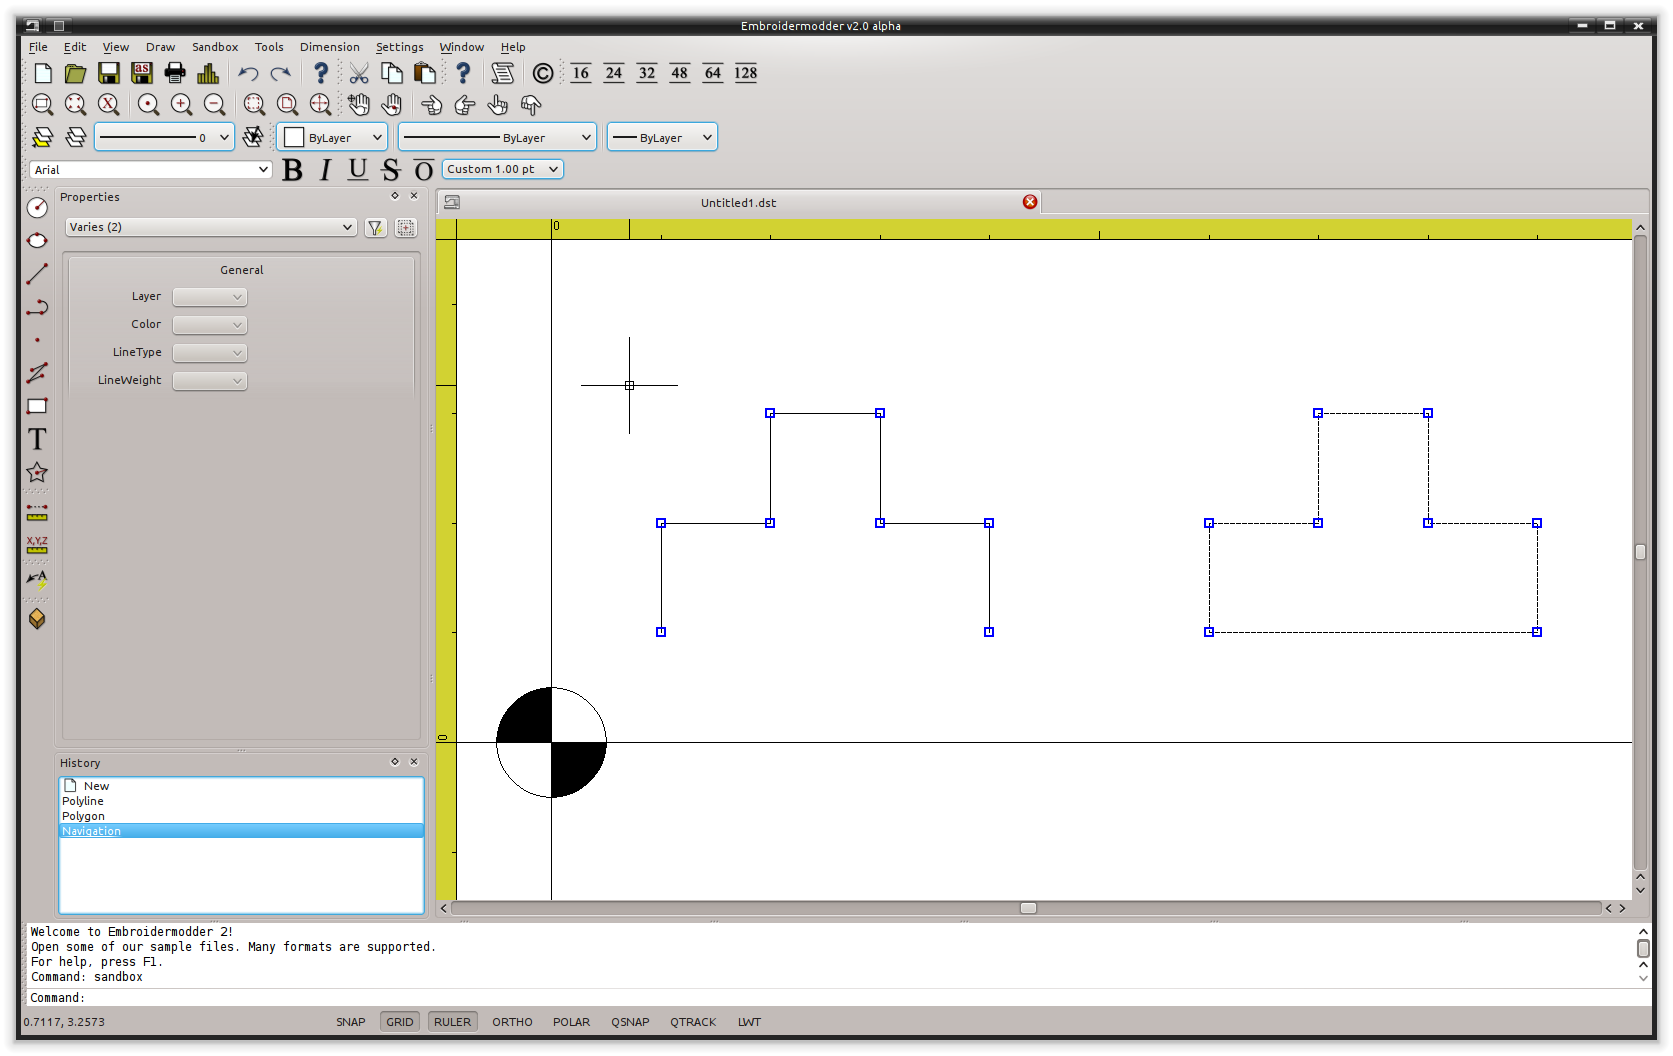 Embroidermodder v2.0 alpha
File Edit View Draw Sandbox Tools Dimension Settings Window Help
as ? ? © 16 24 32 48 64 128
X
0 ByLayer ByLayer ByLayer
Arial B I U S O Custom 1.00 pt
Properties
Untitled1.dst
Varies (2)
0
General
Layer
Color
LineType
LineWeight
T
X,Y,Z
A
0
History
New
Polyline
Polygon
Navigation
Welcome to Embroidermodder 2!
Open some of our sample files. Many formats are supported.
For help, press F1.
Command: sandbox
Command:
0.7117, 3.2573 SNAP GRID RULER ORTHO POLAR QSNAP QTRACK LWT